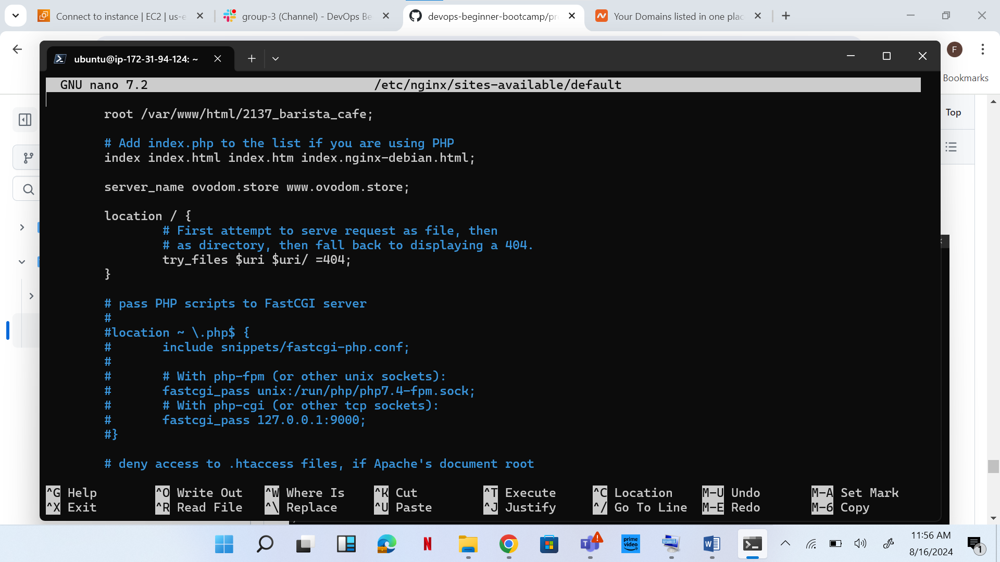 Connect to instance | EC2 | us-e
group-3 (Channel) - DevOps Be
devops-beginner-bootcamp/pr
Your Domains listed in one plac
F
Bookmarks
Top
ubuntu@ip-172-31-94-124: ~
GNU nano 7.2 /etc/nginx/sites-available/default
root /var/www/html/2137_barista_cafe;
# Add index.php to the list if you are using PHP
index index.html index.htm index.nginx-debian.html;
server_name ovodom.store www.ovodom.store;
location / {
# First attempt to serve request as file, then
# as directory, then fall back to displaying a 404.
try_files $uri $uri/ =404;
}
# pass PHP scripts to FastCGI server
#
#location ~ \.php$ {
# include snippets/fastcgi-php.conf;
#
# # With php-fpm (or other unix sockets):
# fastcgi_pass unix:/run/php/php7.4-fpm.sock;
# # With php-cgi (or other tcp sockets):
# fastcgi_pass 127.0.0.1:9000;
#}
# deny access to .htaccess files, if Apache's document root
^G Help ^O Write Out ^W Where Is ^K Cut ^T Execute ^C Location M-U Undo M-A Set Mark
^X Exit ^R Read File ^\ Replace ^U Paste ^J Justify ^/ Go To Line M-E Redo M-6 Copy
N
T
prime
video
W
11:56 AM
8/16/2024
1